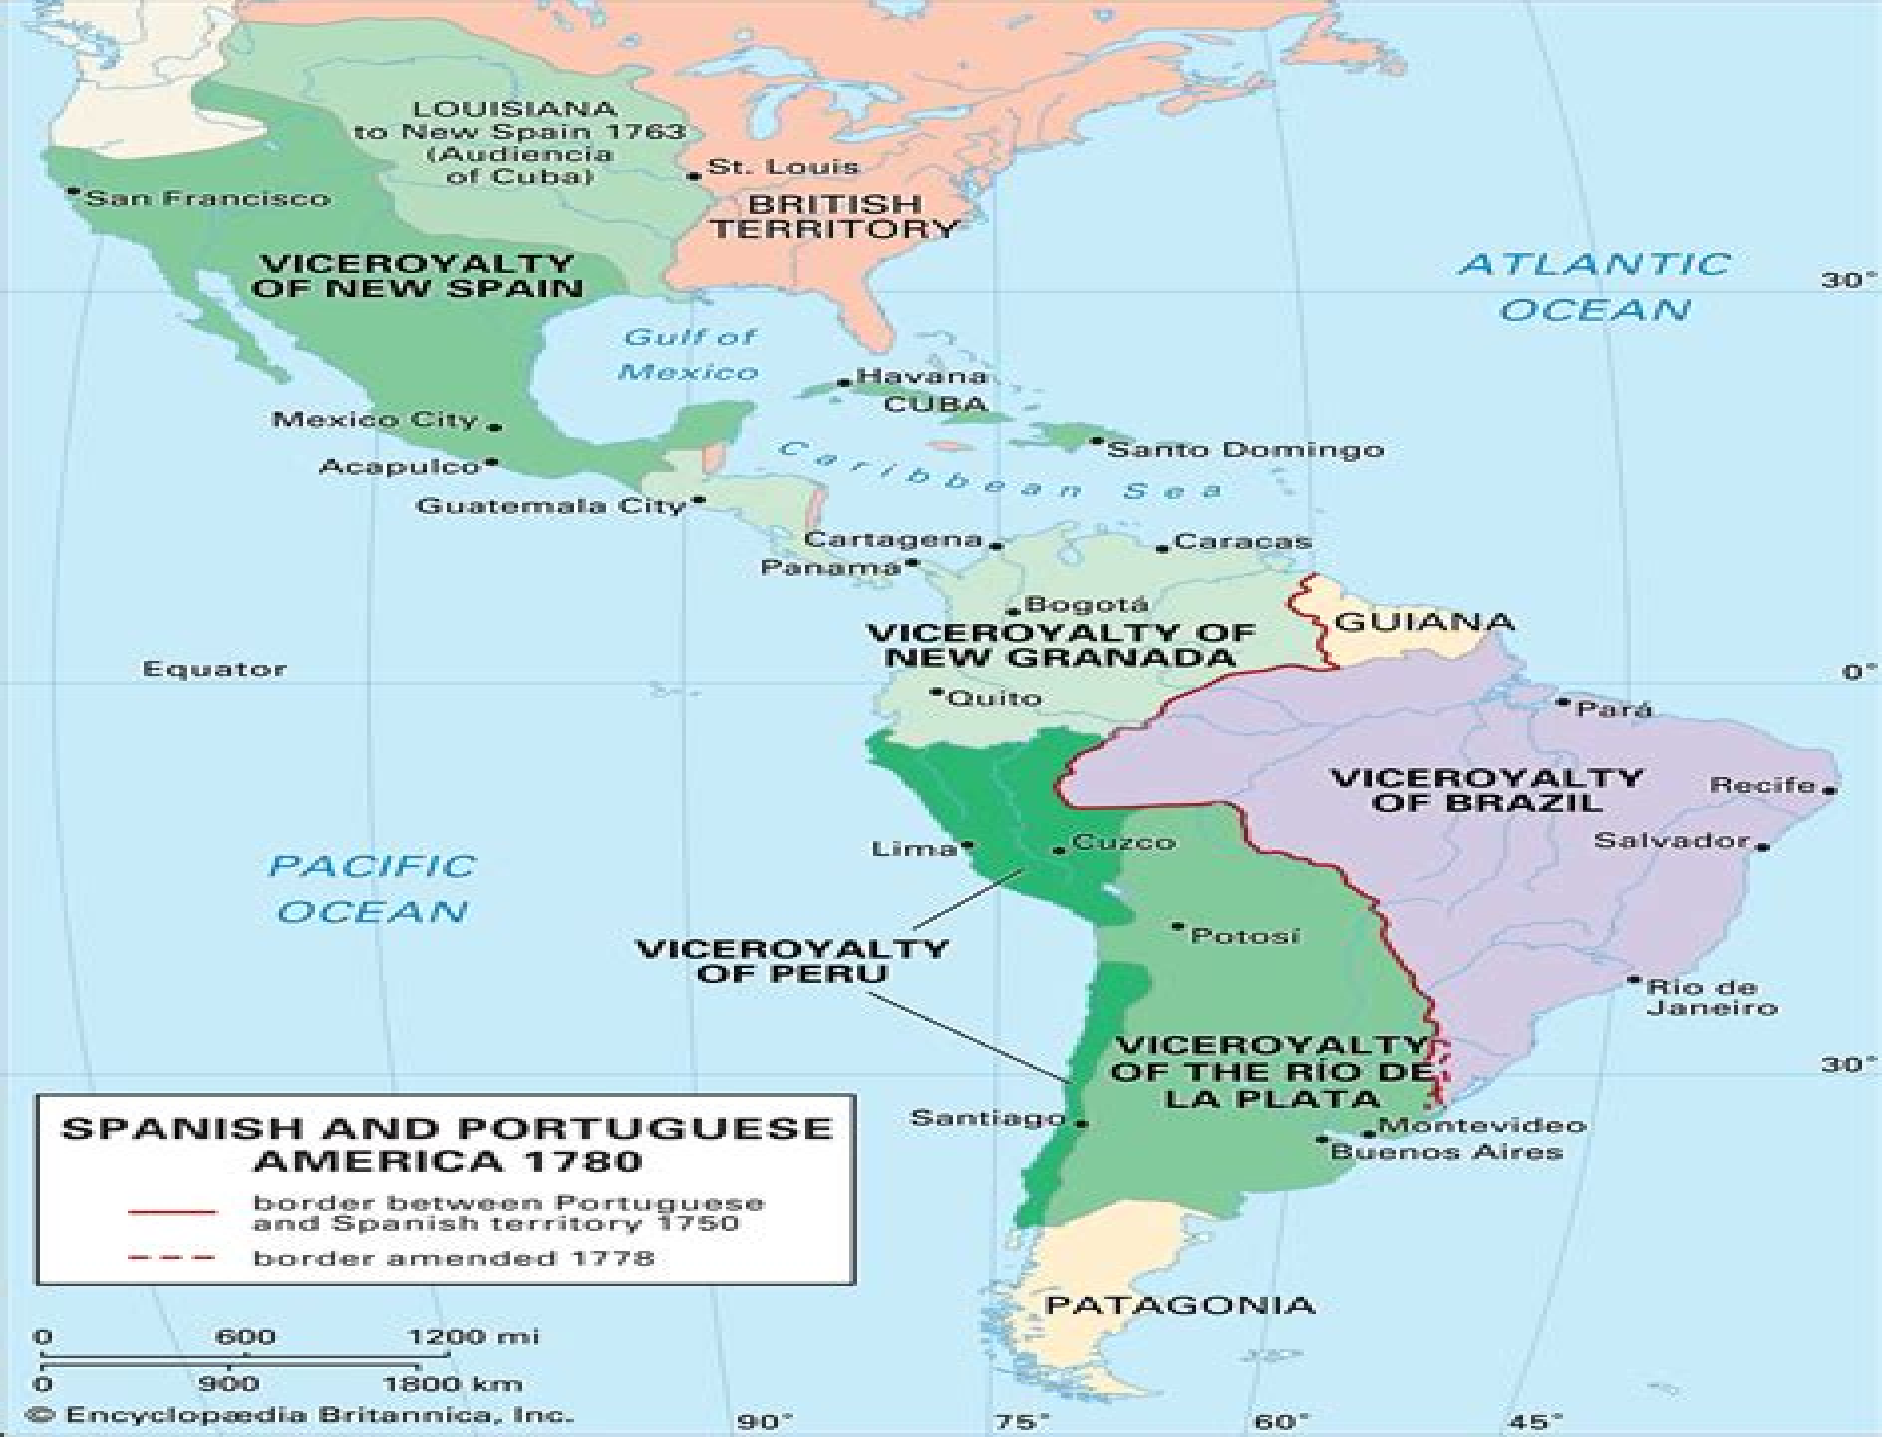 LOUISIANA
to New Spain 1763
(Audiencia
of Cuba)
St. Louis
San Francisco
BRITISH
TERRITORY
VICEROYALTY
OF NEW SPAIN
ATLANTIC
OCEAN
30°
Gulf of
Mexico
Havana
CUBA
Mexico City
Santo Domingo
Acapulco
Caribbean Sea
Guatemala City
Cartagena
Caracas
Panamá
Bogotá
GUIANA
VICEROYALTY OF
NEW GRANADA
Equator
0°
Quito
Pará
VICEROYALTY
OF BRAZIL
Recife
Lima
Cuzco
Salvador
PACIFIC
OCEAN
Potosí
VICEROYALTY
OF PERU
Rio de
Janeiro
VICEROYALTY
OF THE RÍO DE
LA PLATA
30°
Santiago
Montevideo
Buenos Aires
SPANISH AND PORTUGUESE
AMERICA 1780
border between Portuguese
and Spanish territory 1750
border amended 1778
PATAGONIA
0 600 1200 mi
0 900 1800 km
© Encyclopædia Britannica, Inc.
90° 75° 60° 45°